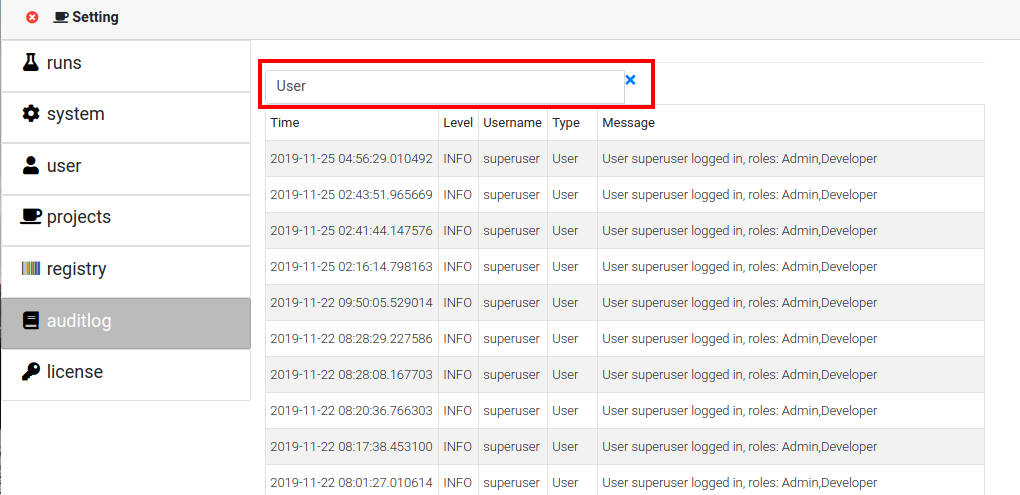 Setting
runs
system
user
projects
registry
auditlog
license
User
Time Level Username Type Message
2019-11-25 04:56:29.010492 INFO superuser User User superuser logged in, roles: Admin,Developer
2019-11-25 02:43:51.965669 INFO superuser User User superuser logged in, roles: Admin,Developer
2019-11-25 02:41:44.147576 INFO superuser User User superuser logged in, roles: Admin,Developer
2019-11-25 02:16:14.798163 INFO superuser User User superuser logged in, roles: Admin,Developer
2019-11-22 09:50:05.529014 INFO superuser User User superuser logged in, roles: Admin,Developer
2019-11-22 08:28:29.227586 INFO superuser User User superuser logged in, roles: Admin,Developer
2019-11-22 08:28:08.167703 INFO superuser User User superuser logged in, roles: Admin,Developer
2019-11-22 08:20:36.766303 INFO superuser User User superuser logged in, roles: Admin,Developer
2019-11-22 08:17:38.453100 INFO superuser User User superuser logged in, roles: Admin,Developer
2019-11-22 08:01:27.010614 INFO superuser User User superuser logged in, roles: Admin,Developer